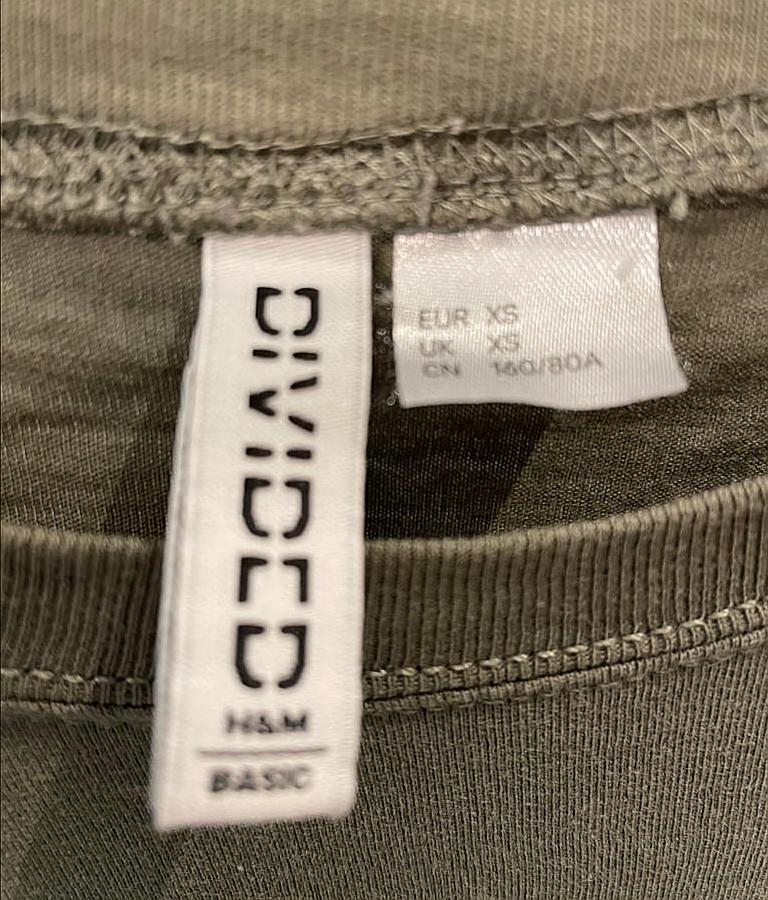 DIVIDED
H&M
BASIC
EUR XS
UK XS
CN 160/80A